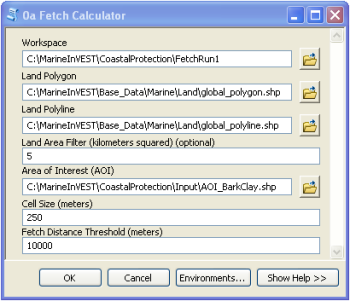 0a Fetch Calculator
Workspace
C:\MarineInVEST\CoastalProtection\FetchRun1
Land Polygon
C:\MarineInVEST\Base_Data\Marine\Land\global_polygon.shp
Land Polyline
C:\MarineInVEST\Base_Data\Marine\Land\global_polyline.shp
Land Area Filter (kilometers squared) (optional)
5
Area of Interest (AOI)
C:\MarineInVEST\CoastalProtection\Input\AOI_BarkClay.shp
Cell Size (meters)
250
Fetch Distance Threshold (meters)
10000
OK Cancel Environments... Show Help >>